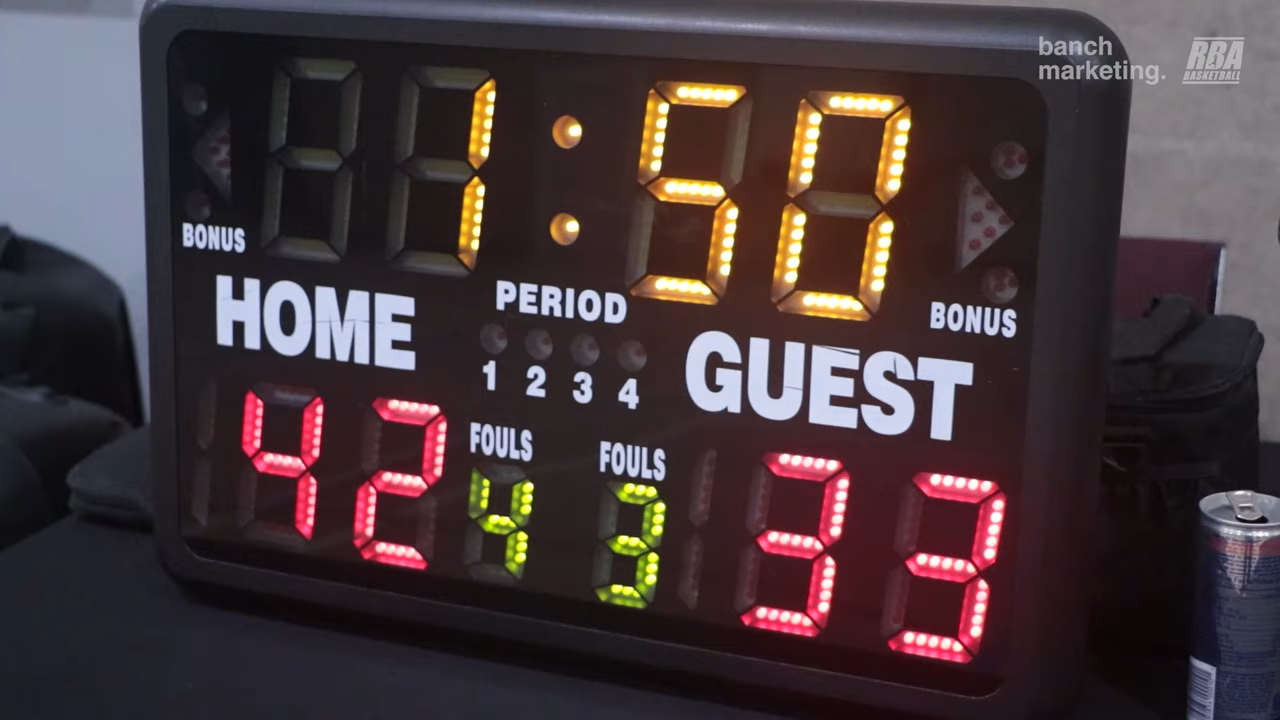 banch
marketing.
RBA
BASKETBALL
1:50
BONUS
BONUS
HOME
PERIOD
GUEST
1 2 3 4
42
FOULS
4
FOULS
3
33